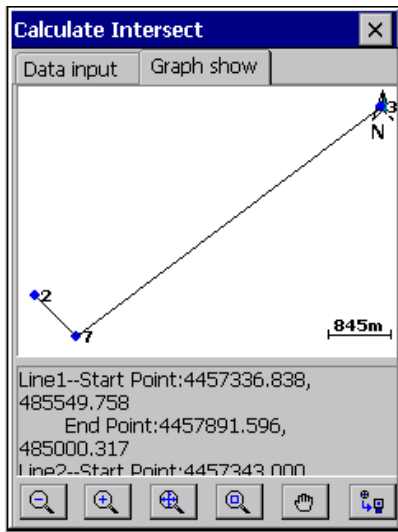 Calculate Intersect
Data input
Graph show
3
N
2
7
845m
Line1--Start Point:4457336.838,
485549.758
End Point:4457891.596,
485000.317
Line2--Start Point:4457343.000